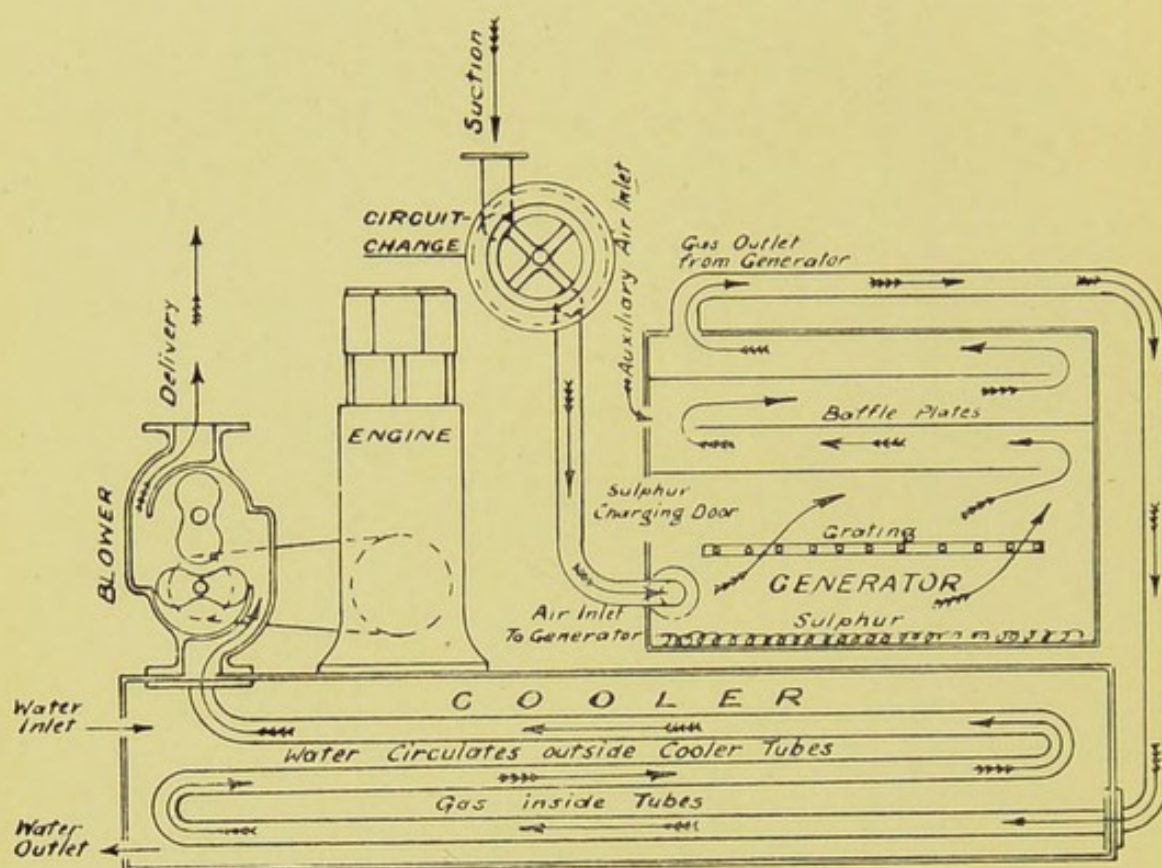 Suction
CIRCUIT-
CHANGE
Auxiliary Air Inlet
Gas Outlet
from Generator
Delivery
Baffle Plates
ENGINE
BLOWER
Sulphur
Charging Door
Grating
GENERATOR
Air Inlet
To Generator
Sulphur
COOLER
Water
Inlet
Water Circulates outside Cooler Tubes
Gas inside Tubes
Water
Outlet